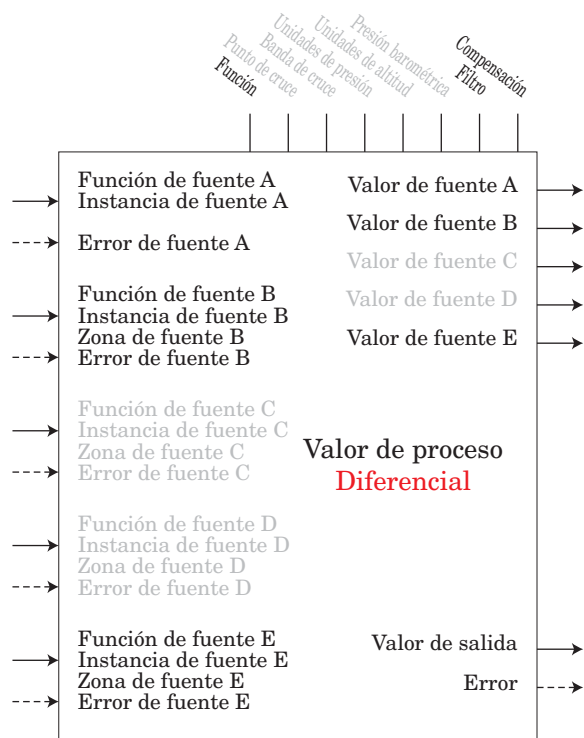 Función
Punto de cruce
Banda de cruce
Unidades de presión
Unidades de altitud
Presión barométrica
Filtro
Compensación
Función de fuente A
Instancia de fuente A
Error de fuente A
Función de fuente B
Instancia de fuente B
Zona de fuente B
Error de fuente B
Función de fuente C
Instancia de fuente C
Zona de fuente C
Error de fuente C
Función de fuente D
Instancia de fuente D
Zona de fuente D
Error de fuente D
Función de fuente E
Instancia de fuente E
Zona de fuente E
Error de fuente E
Valor de fuente A
Valor de fuente B
Valor de fuente C
Valor de fuente D
Valor de fuente E
Valor de proceso
Diferencial
Valor de salida
Error